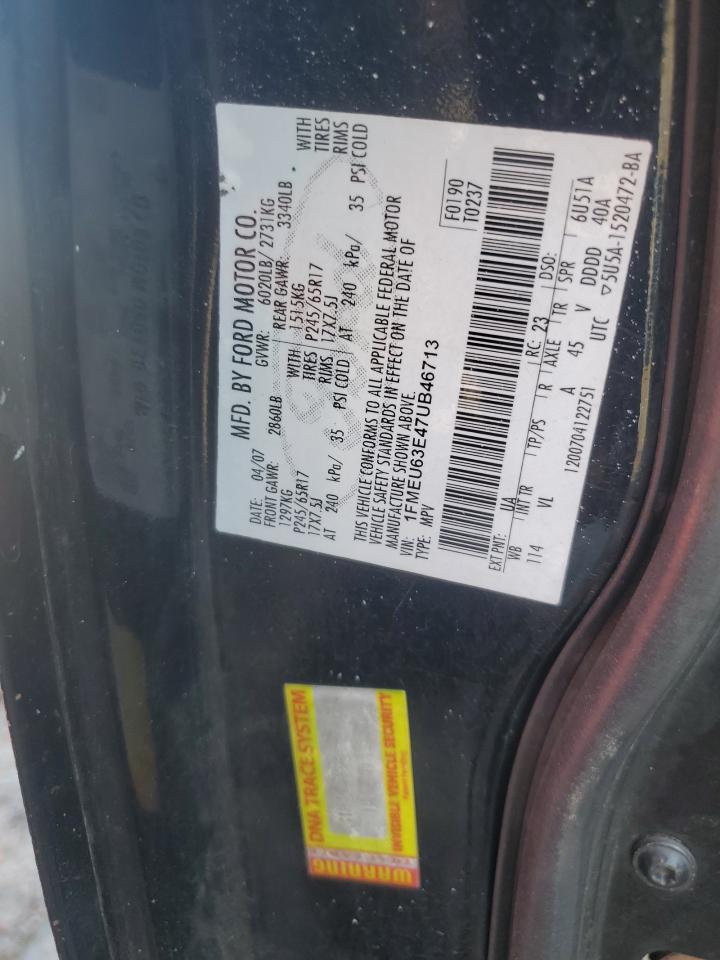 MFD. BY FORD MOTOR CO.
DATE: 04/07 GVWR: 6020LB/ 2731KG
FRONT GAWR: 2860LB REAR GAWR: 3340LB
1297KG WITH 1515KG WITH
P245/65R17 TIRES P245/65R17 TIRES
17X7.5J RIMS 17X7.5J RIMS
AT 240 kPa/ 35 PSI COLD AT 240 kPa/ 35 PSI COLD
THIS VEHICLE CONFORMS TO ALL APPLICABLE FEDERAL MOTOR
VEHICLE SAFETY STANDARDS IN EFFECT ON THE DATE OF
MANUFACTURE SHOWN ABOVE.
VIN: 1FMEU63E47UB46713
TYPE: MPV
F0190
T0237
EXT PNT: UA RC: 23 DSO:
WB INT TR TP/PS R AXLE TR SPR 6U51A
114 VL A 45 V DDDD 40A
1200704122751 UTC ▽5U5A-1520472-BA
WARNING
DNA TRACE SYSTEM
INVISIBLE VEHICLE SECURITY